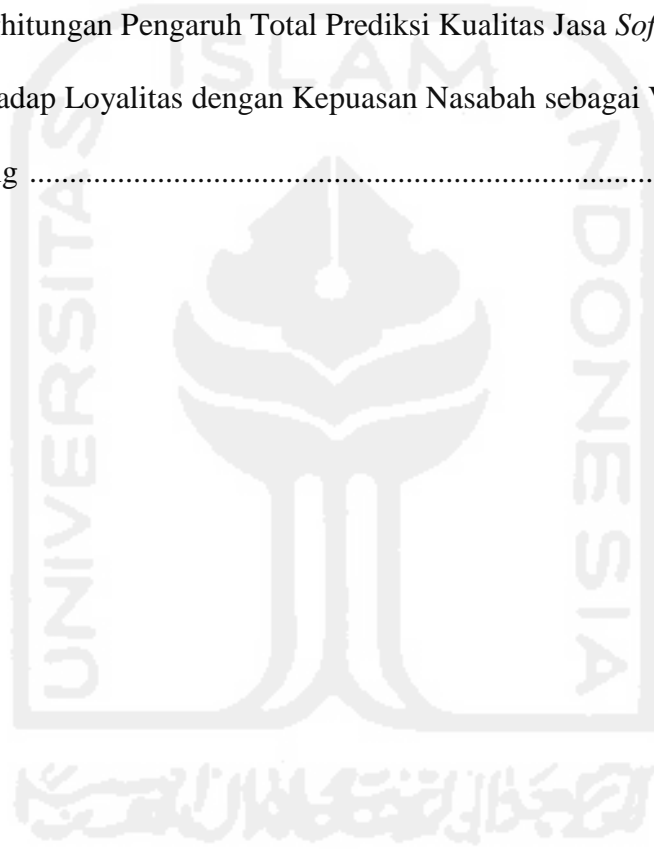 hitungan Pengaruh Total Prediksi Kualitas Jasa Sof
adap Loyalitas dengan Kepuasan Nasabah sebagai V
g ..........................................................................
ISLAM
UNIVERSITAS
INDONESIA